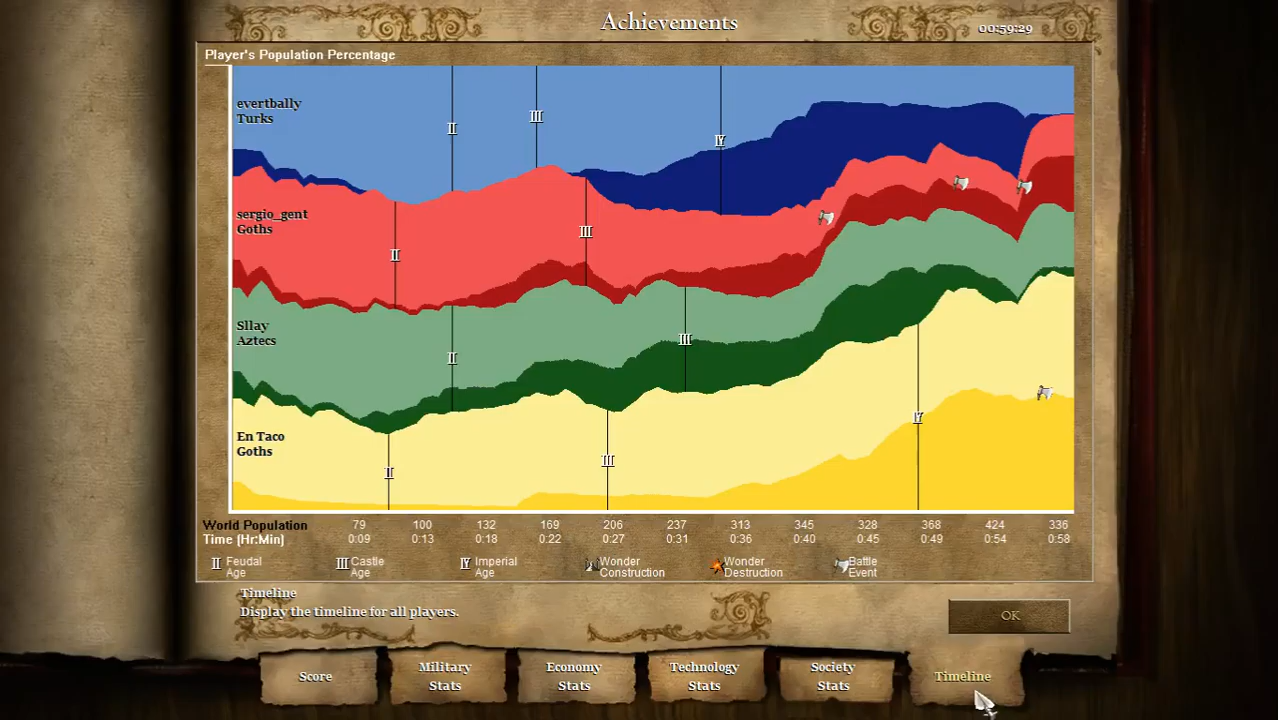 Achievements
00:59:29
Player's Population Percentage
evertbally
Turks
II
III
IV
sergio_gent
Goths
II
III
Sllay
Aztecs
II
III
En Taco
Goths
II
III
IV
World Population 79 100 132 169 206 237 313 345 328 368 424 336
Time (Hr:Min) 0:09 0:13 0:18 0:22 0:27 0:31 0:36 0:40 0:45 0:49 0:54 0:58
II Feudal Age
III Castle Age
IV Imperial Age
Wonder Construction
Wonder Destruction
Battle Event
Timeline
Display the timeline for all players.
OK
Score
Military Stats
Economy Stats
Technology Stats
Society Stats
Timeline